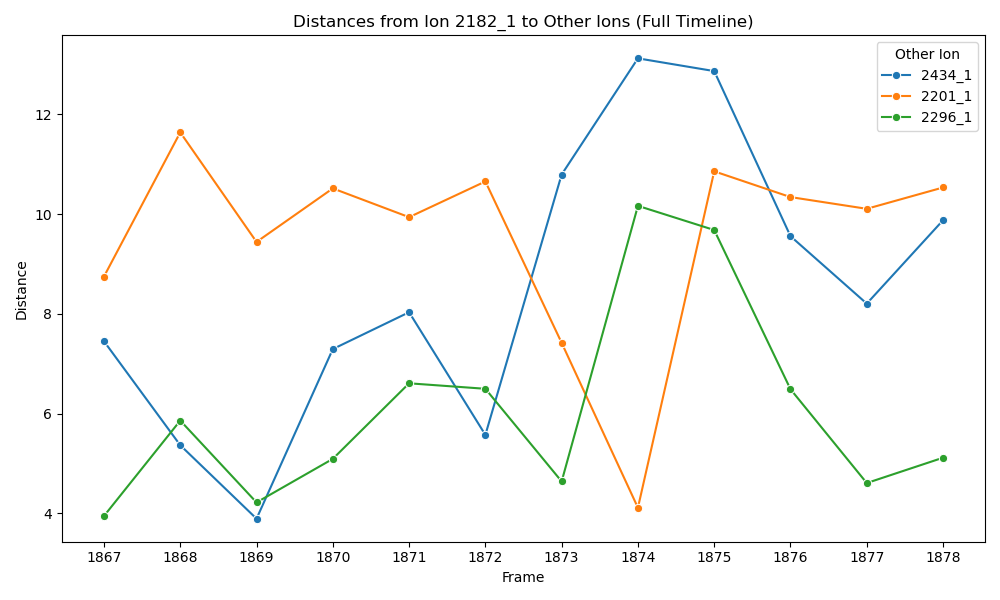 Distances from Ion 2182_1 to Other Ions (Full Timeline)
Other Ion
2434_1
2201_1
2296_1
Distance
12
10
8
6
4
1867 1868 1869 1870 1871 1872 1873 1874 1875 1876 1877 1878
Frame